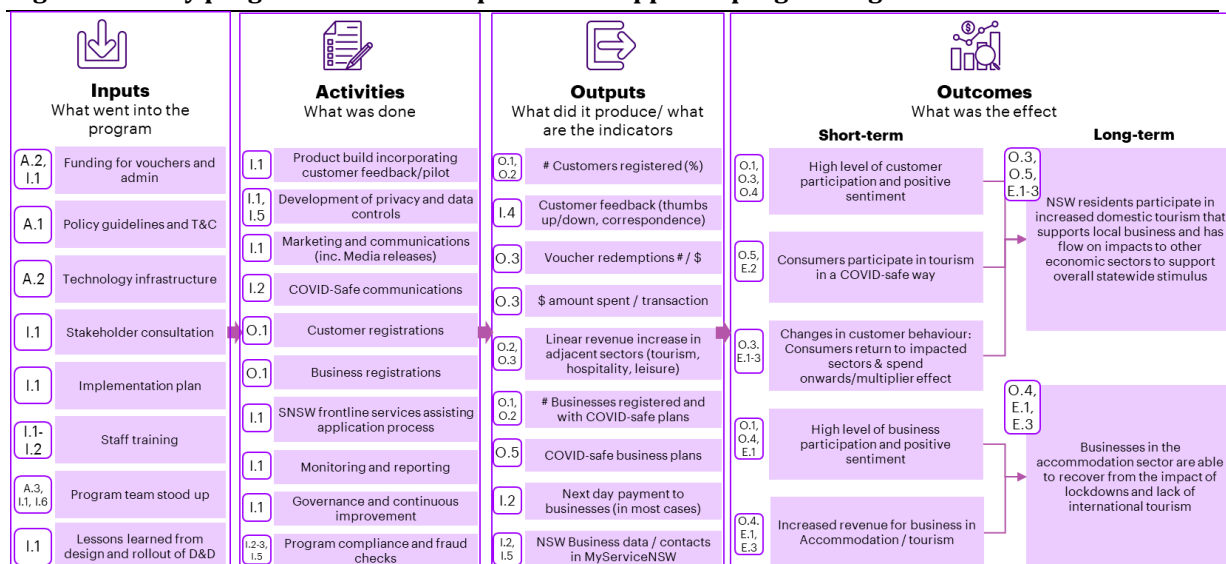 Inputs
What went into the
program
A.2,
I.1
Funding for vouchers and
admin
A.1
Policy guidelines and T&C
A.2
Technology infrastructure
I.1
Stakeholder consultation
I.1
Implementation plan
I.1-
I.2
Staff training
A.3,
I.1, I.6
Program team stood up
I.1
Lessons learned from
design and rollout of D&D
Activities
What was done
I.1
Product build incorporating
customer feedback/pilot
I.1,
I.5
Development of privacy and data
controls
I.1
Marketing and communications
(inc. Media releases)
I.2
COVID-Safe communications
O.1
Customer registrations
O.1
Business registrations
I.1
SNSW frontline services assisting
application process
I.1
Monitoring and reporting
I.1
Governance and continuous
improvement
I.2-3,
I.5
Program compliance and fraud
checks
Outputs
What did it produce/ what
are the indicators
O.1,
O.2
# Customers registered (%)
I.4
Customer feedback (thumbs
up/down, correspondence)
O.3
Voucher redemptions # / $
O.3
$ amount spent / transaction
O.2,
O.3
Linear revenue increase in
adjacent sectors (tourism,
hospitality, leisure)
O.1,
O.2
# Businesses registered and
with COVID-safe plans
O.5
COVID-safe business plans
I.2
Next day payment to
businesses (in most cases)
I.2,
I.5
NSW Business data / contacts
in MyServiceNSW
Outcomes
What was the effect
Short-term
O.1,
O.3,
O.4
High level of customer
participation and positive
sentiment
O.5,
E.2
Consumers participate in tourism
in a COVID-safe way
O.3.
E.1-3
Changes in customer behaviour:
Consumers return to impacted
sectors & spend
onwards/multiplier effect
O.1,
O.4,
E.1
High level of business
participation and positive
sentiment
O.4.
E.1,
E.3
Increased revenue for business in
Accommodation / tourism
Long-term
O.3,
O.5,
E.1-3
NSW residents participate in
increased domestic tourism that
supports local business and has
flow on impacts to other
economic sectors to support
overall statewide stimulus
O.4,
E.1,
E.3
Businesses in the
accommodation sector are able
to recover from the impact of
lockdowns and lack of
international tourism